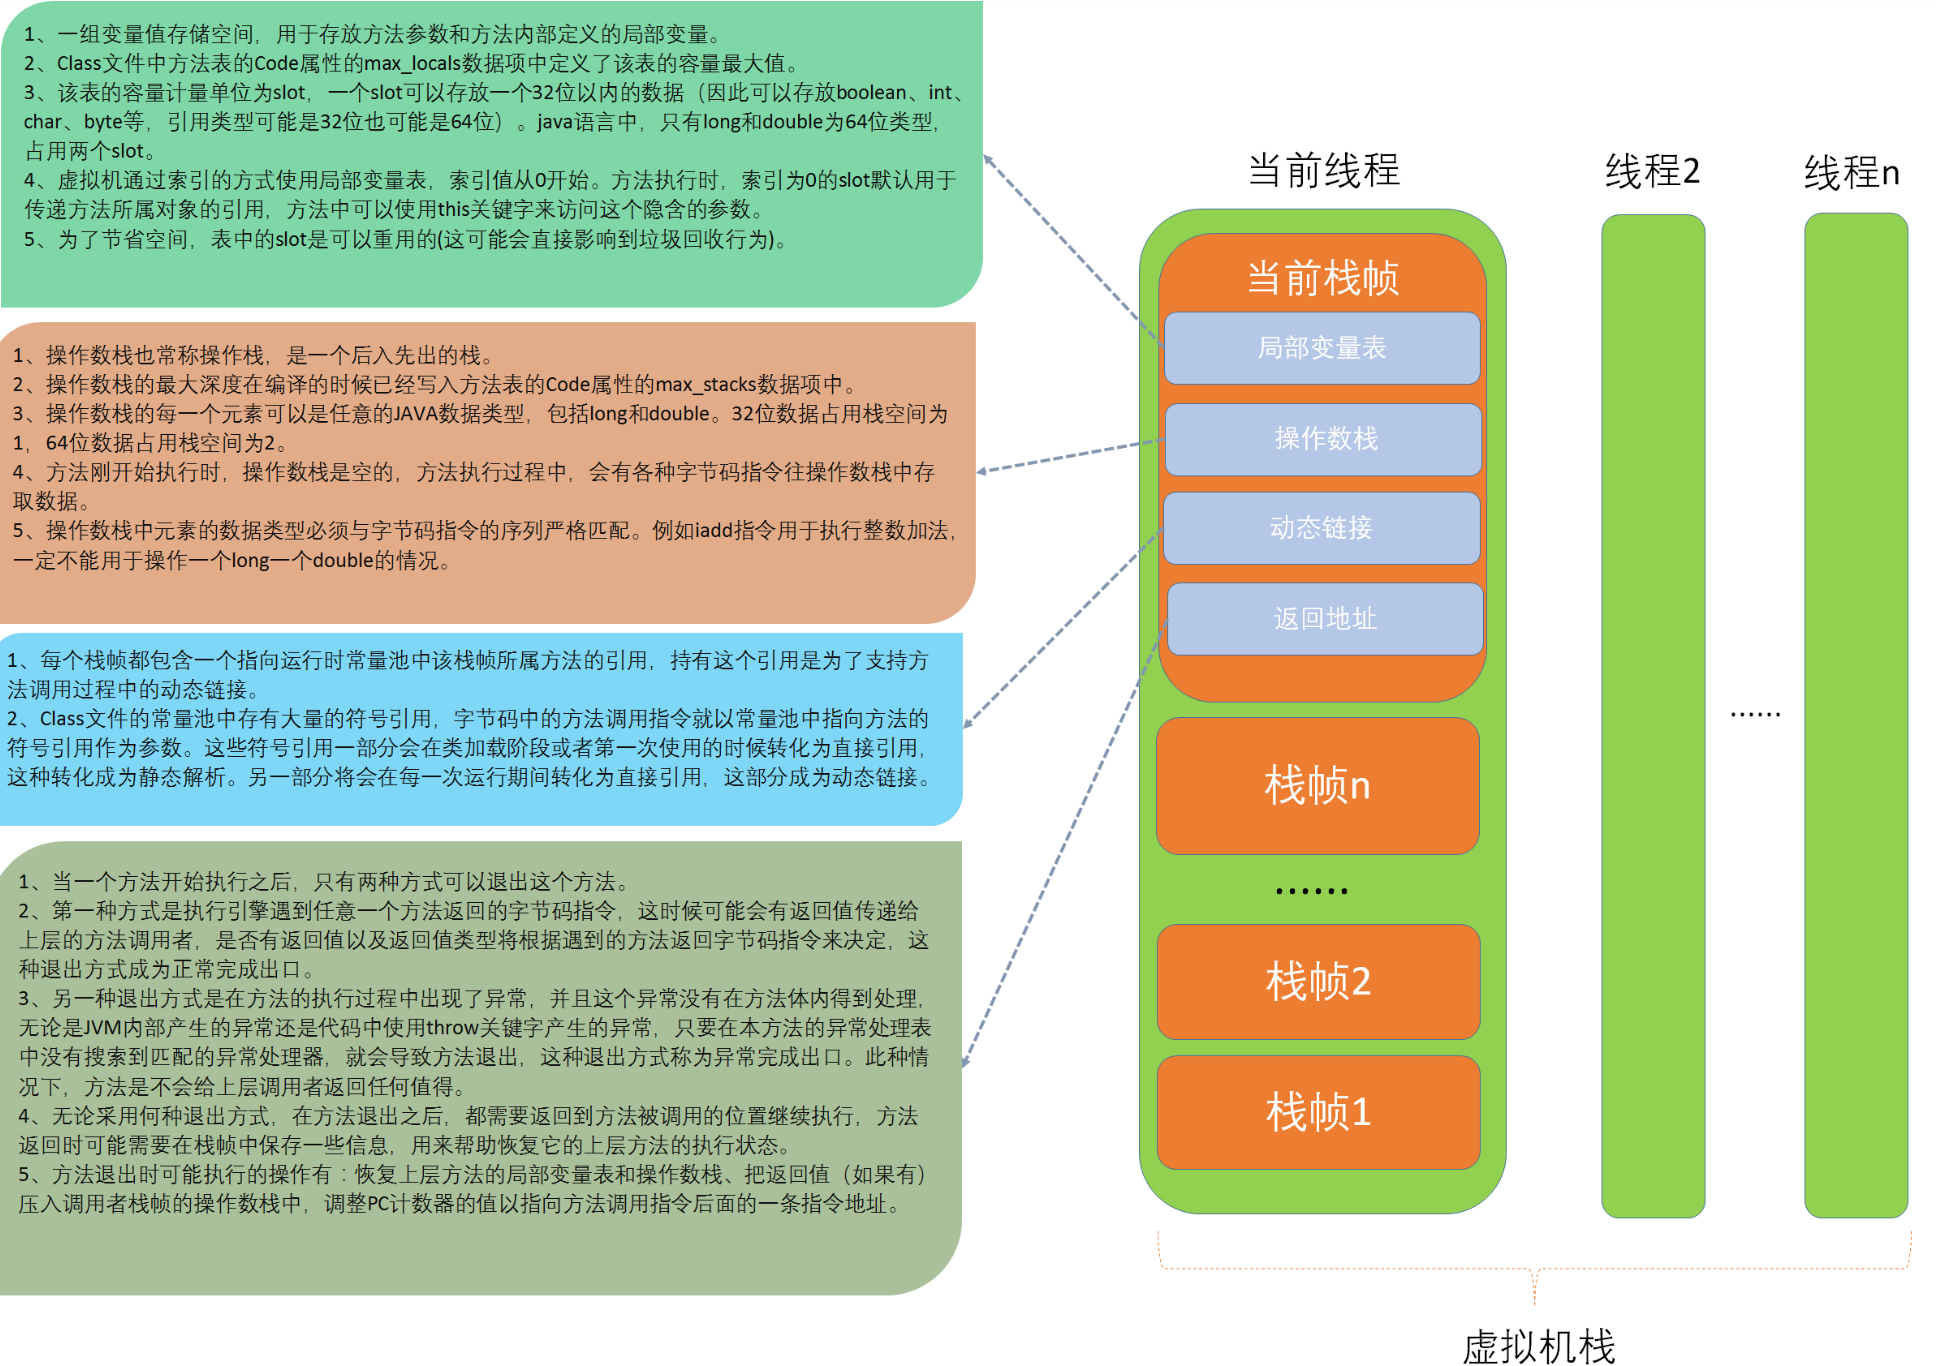 1、一组变量值存储空间，用于存放方法参数和方法内部定义的局部变量。
2、Class文件中方法表的Code属性的max_locals数据项中定义了该表的容量最大值。
3、该表的容量计量单位为slot，一个slot可以存放一个32位以内的数据（因此可以存放boolean、int、
char、byte等，引用类型可能是32位也可能是64位）。java语言中，只有long和double为64位类型，
占用两个slot。
4、虚拟机通过索引的方式使用局部变量表，索引值从0开始。方法执行时，索引为0的slot默认用于
传递方法所属对象的引用，方法中可以使用this关键字来访问这个隐含的参数。
5、为了节省空间，表中的slot是可以重用的(这可能会直接影响到垃圾回收行为)。
1、操作数栈也常称操作栈，是一个后入先出的栈。
2、操作数栈的最大深度在编译的时候已经写入方法表的Code属性的max_stacks数据项中。
3、操作数栈的每一个元素可以是任意的JAVA数据类型，包括long和double。32位数据占用栈空间为
1，64位数据占用栈空间为2。
4、方法刚开始执行时，操作数栈是空的，方法执行过程中，会有各种字节码指令往操作数栈中存
取数据。
5、操作数栈中元素的数据类型必须与字节码指令的序列严格匹配。例如iadd指令用于执行整数加法，
一定不能用于操作一个long一个double的情况。
1、每个栈帧都包含一个指向运行时常量池中该栈帧所属方法的引用，持有这个引用是为了支持方
法调用过程中的动态链接。
2、Class文件的常量池中存有大量的符号引用，字节码中的方法调用指令就以常量池中指向方法的
符号引用作为参数。这些符号引用一部分会在类加载阶段或者第一次使用的时候转化为直接引用，
这种转化成为静态解析。另一部分将会在每一次运行期间转化为直接引用，这部分成为动态链接。
1、当一个方法开始执行之后，只有两种方式可以退出这个方法。
2、第一种方式是执行引擎遇到任意一个方法返回的字节码指令，这时候可能会有返回值传递给
上层的方法调用者，是否有返回值以及返回值类型将根据遇到的方法返回字节码指令来决定，这
种退出方式成为正常完成出口。
3、另一种退出方式是在方法的执行过程中出现了异常，并且这个异常没有在方法体内得到处理，
无论是JVM内部产生的异常还是代码中使用throw关键字产生的异常，只要在本方法的异常处理表
中没有搜索到匹配的异常处理器，就会导致方法退出，这种退出方式称为异常完成出口。此种情
况下，方法是不会给上层调用者返回任何值得。
4、无论采用何种退出方式，在方法退出之后，都需要返回到方法被调用的位置继续执行，方法
返回时可能需要在栈帧中保存一些信息，用来帮助恢复它的上层方法的执行状态。
5、方法退出时可能执行的操作有：恢复上层方法的局部变量表和操作数栈、把返回值（如果有）
压入调用者栈帧的操作数栈中，调整PC计数器的值以指向方法调用指令后面的一条指令地址。
当前线程
线程2
线程n
当前栈帧
局部变量表
操作数栈
动态链接
返回地址
栈帧n
······
栈帧2
栈帧1
······
虚拟机栈